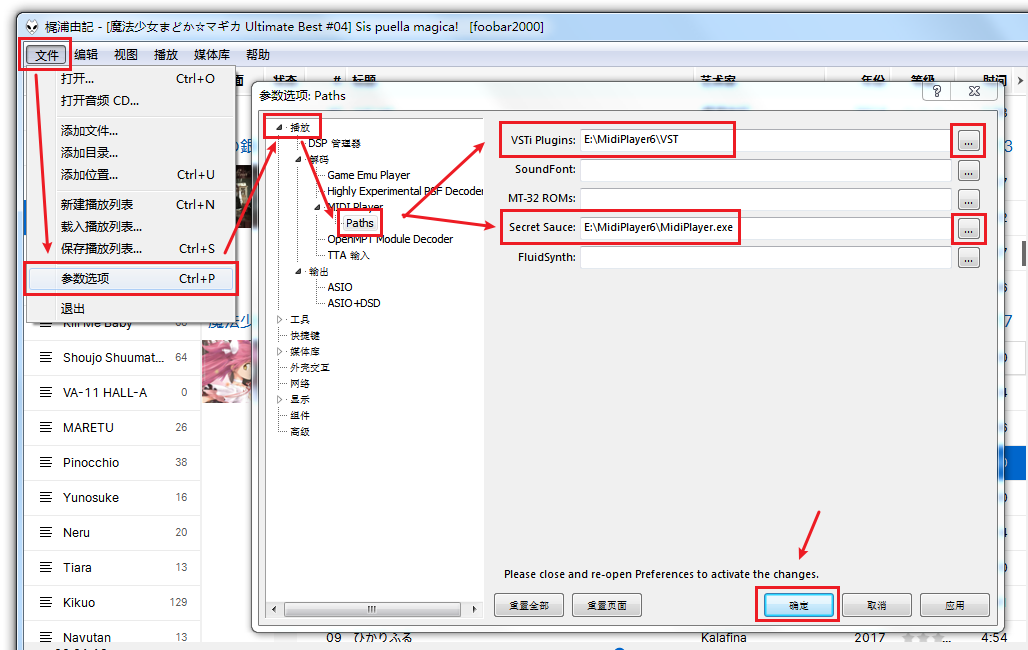 梶浦由記 - [魔法少女まどか☆マギカ Ultimate Best #04] Sis puella magica! [foobar2000]
文件 编辑 视图 播放 媒体库 帮助
打开... Ctrl+O
打开音频 CD...
添加文件...
添加目录...
添加位置... Ctrl+U
新建播放列表 Ctrl+N
载入播放列表...
保存播放列表... Ctrl+S
参数选项 Ctrl+P
退出
状态 # 标题 艺术家 年份 等级 时间
Kill Me Baby
魔法少
Shoujo Shuumat... 64
VA-11 HALL-A 0
MARETU 26
Pinocchio 38
Yunosuke 16
Neru 20
Tiara 13
Kikuo 129
Navutan 13
参数选项: Paths
播放
DSP 管理器
解码
Game Emu Player
Highly Experimental PSF Decoder
MIDI Player
Paths
OpenMPT Module Decoder
TTA 输入
输出
ASIO
ASIO+DSD
工具
快捷键
媒体库
外壳交互
网络
显示
组件
高级
VSTi Plugins: E:\MidiPlayer6\VST ...
SoundFont: ...
MT-32 ROMs: ...
Secret Sauce: E:\MidiPlayer6\MidiPlayer.exe ...
FluidSynth: ...
Please close and re-open Preferences to activate the changes.
重置全部 重置页面 确定 取消 应用
09 ひかりふる Kalafina 2017 ★★★... 4:54